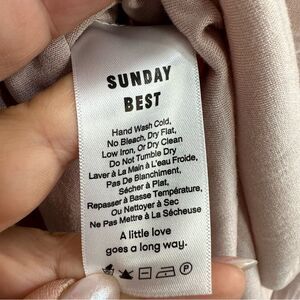 SUNDAY
BEST
Hand Wash Cold,
No Bleach, Dry Flat,
Low Iron, Or Dry Clean
Do Not Tumble Dry
Laver à La Main à L'eau Froide,
Pas De Blanchiment,
Sécher à Plat,
Repasser à Basse Température,
Ou Nettoyer à Sac
Ne Pas Mettre à La Sécheuse
A little love
goes a long way.